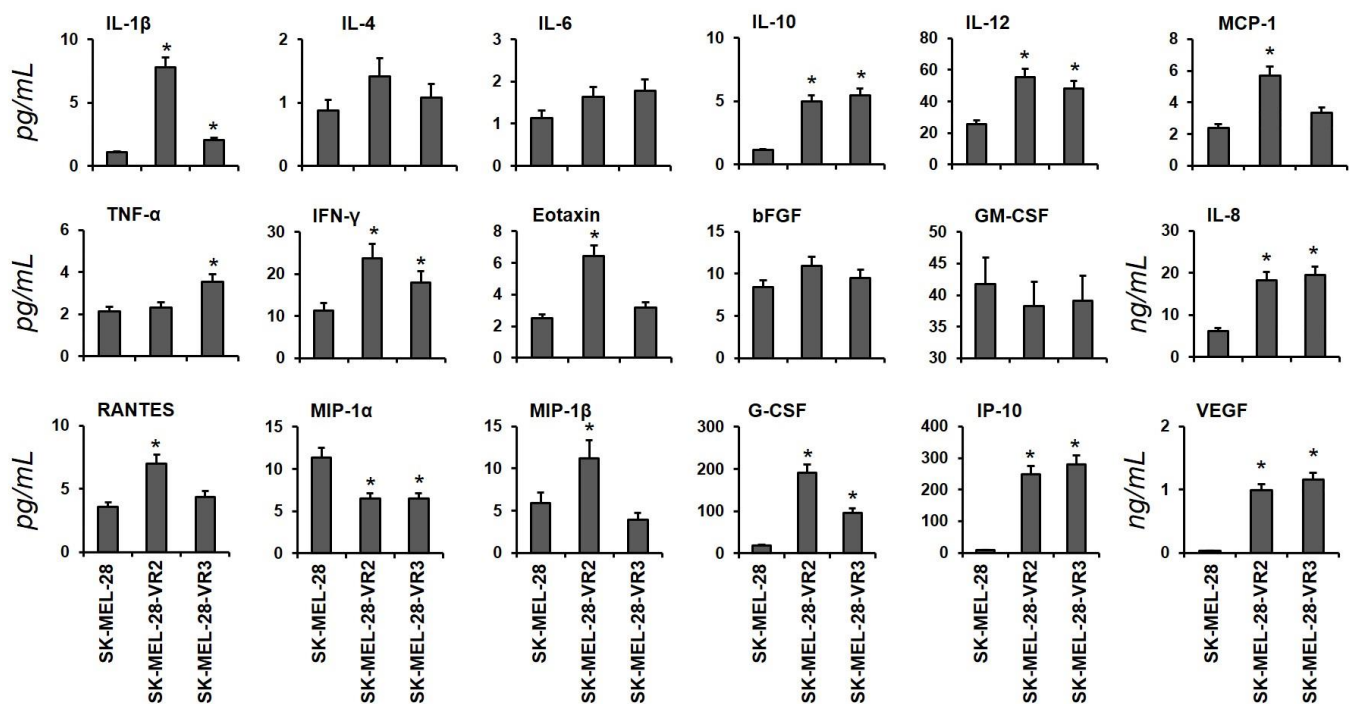 IL-1β IL-4 IL-6 IL-10 IL-12 MCP-1
pg/mL
10 5 0 * *
2 1 0
3 2 1 0
10 5 0 * *
80 60 40 20 0 * *
8 6 4 2 0 *
TNF-α IFN-γ Eotaxin bFGF GM-CSF IL-8
pg/mL
6 4 2 0 *
30 20 10 0 * *
8 6 4 2 0 *
15 10 5 0
50 45 40 35 30
ng/mL
30 20 10 0 * *
RANTES MIP-1α MIP-1β G-CSF IP-10 VEGF
pg/mL
10 5 0 *
15 10 5 0 * *
15 10 5 0 *
300 200 100 0 * *
400 300 200 100 0 * *
ng/mL
2 1 0 * *
SK-MEL-28
SK-MEL-28-VR2
SK-MEL-28-VR3
SK-MEL-28
SK-MEL-28-VR2
SK-MEL-28-VR3
SK-MEL-28
SK-MEL-28-VR2
SK-MEL-28-VR3
SK-MEL-28
SK-MEL-28-VR2
SK-MEL-28-VR3
SK-MEL-28
SK-MEL-28-VR2
SK-MEL-28-VR3
SK-MEL-28
SK-MEL-28-VR2
SK-MEL-28-VR3